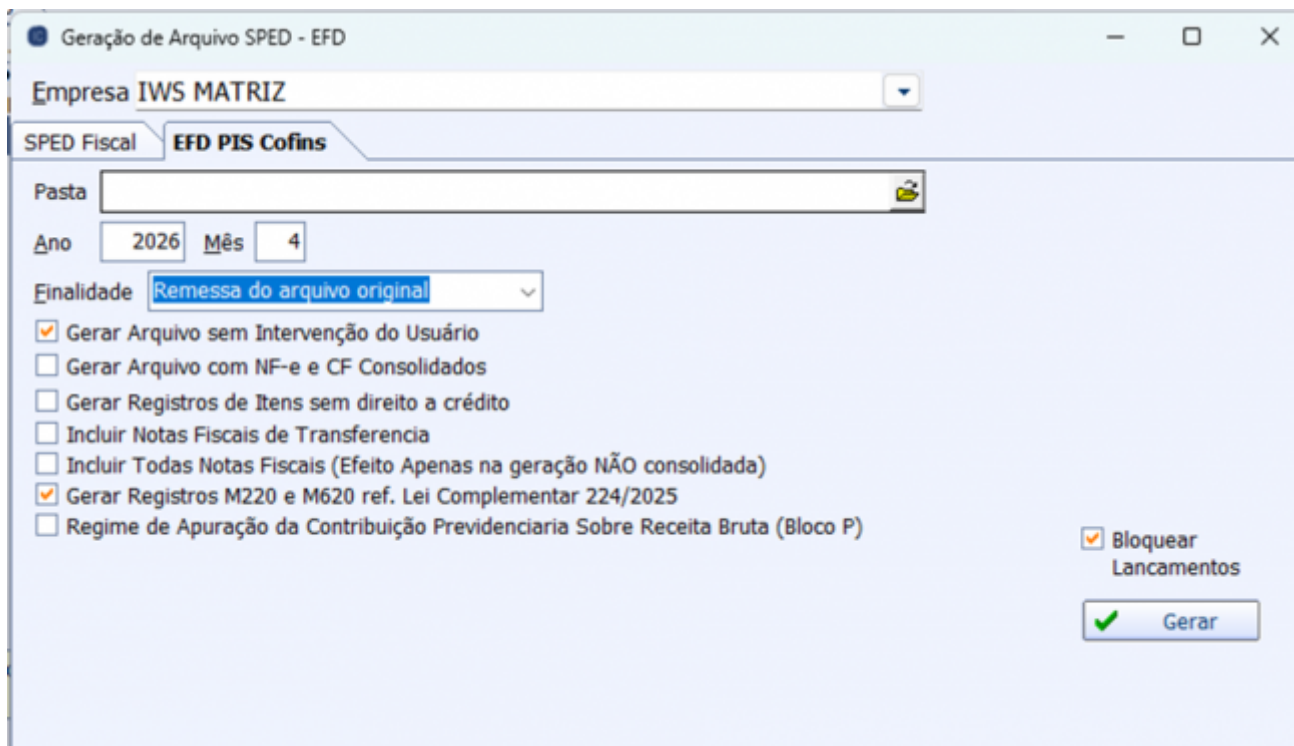 Geração de Arquivo SPED - EFD
Empresa IWS MATRIZ
SPED Fiscal EFD PIS Cofins
Pasta
Ano 2026 Mês 4
Finalidade Remessa do arquivo original
Gerar Arquivo sem Intervenção do Usuário
Gerar Arquivo com NF-e e CF Consolidados
Gerar Registros de Itens sem direito a crédito
Incluir Notas Fiscais de Transferencia
Incluir Todas Notas Fiscais (Efeito Apenas na geração NÃO consolidada)
Gerar Registros M220 e M620 ref. Lei Complementar 224/2025
Regime de Apuração da Contribuição Previdenciaria Sobre Receita Bruta (Bloco P)
Bloquear
Lancamentos
Gerar